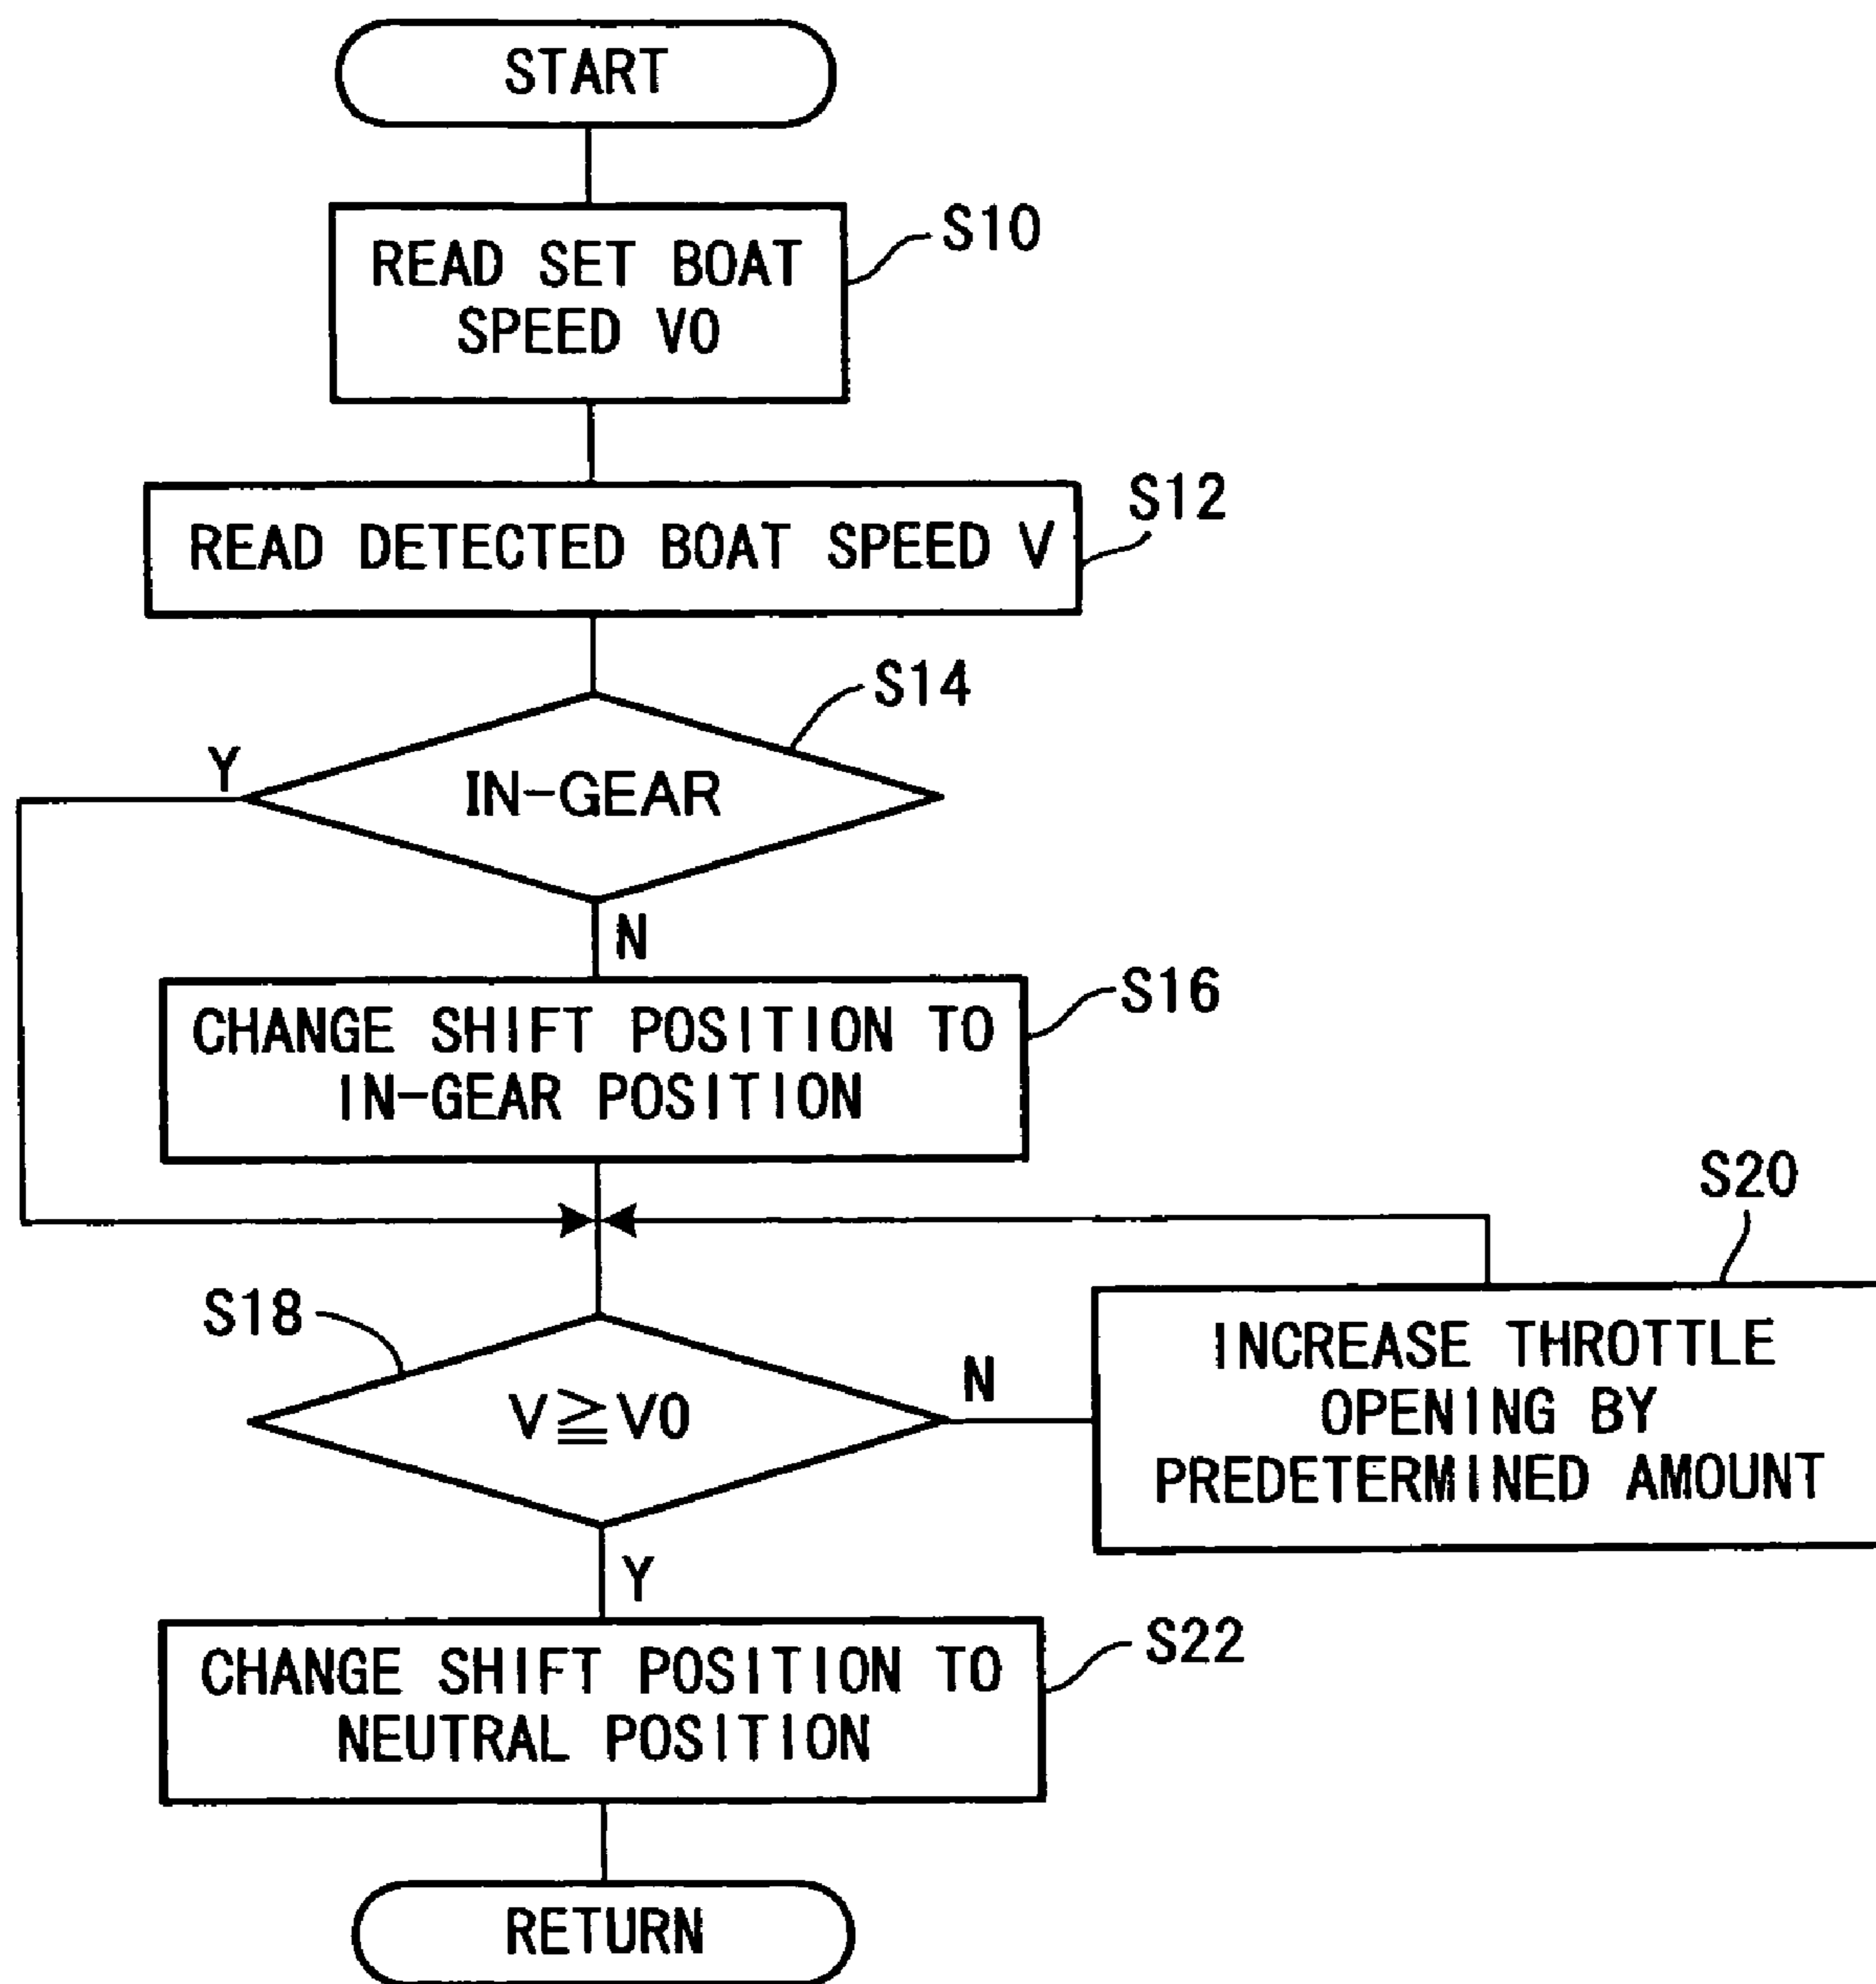 START
READ SET BOAT
SPEED V0
S10
READ DETECTED BOAT SPEED V
S12
IN-GEAR
S14
Y
N
CHANGE SHIFT POSITION TO
IN-GEAR POSITION
S16
V≧V0
S18
N
INCREASE THROTTLE
OPENING BY
PREDETERMINED AMOUNT
S20
Y
CHANGE SHIFT POSITION TO
NEUTRAL POSITION
S22
RETURN